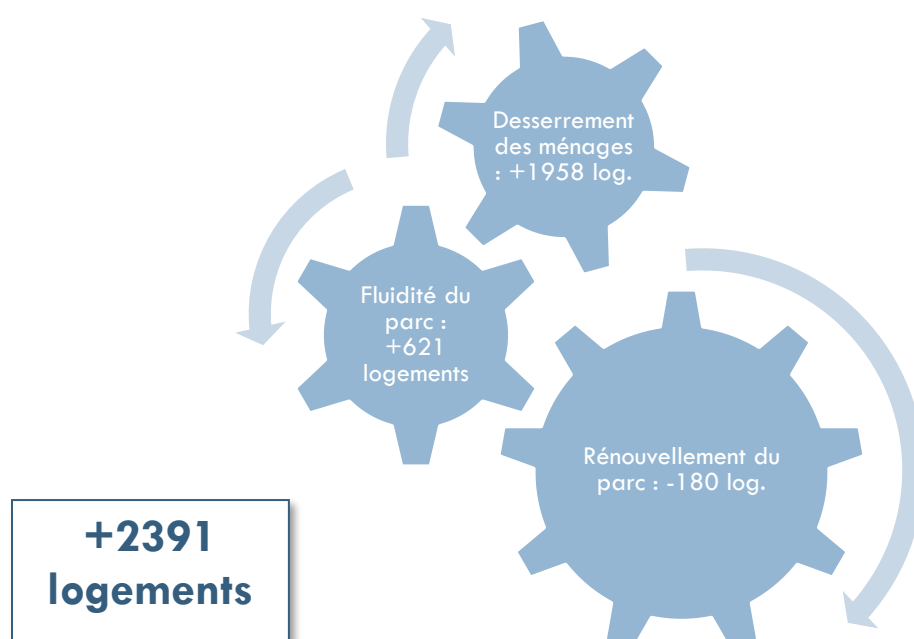 Desserrement
des ménages
: +1958 log.
Fluidité du
parc :
+621
logements
Rénouvellement du
parc : -180 log.
+2391
logements